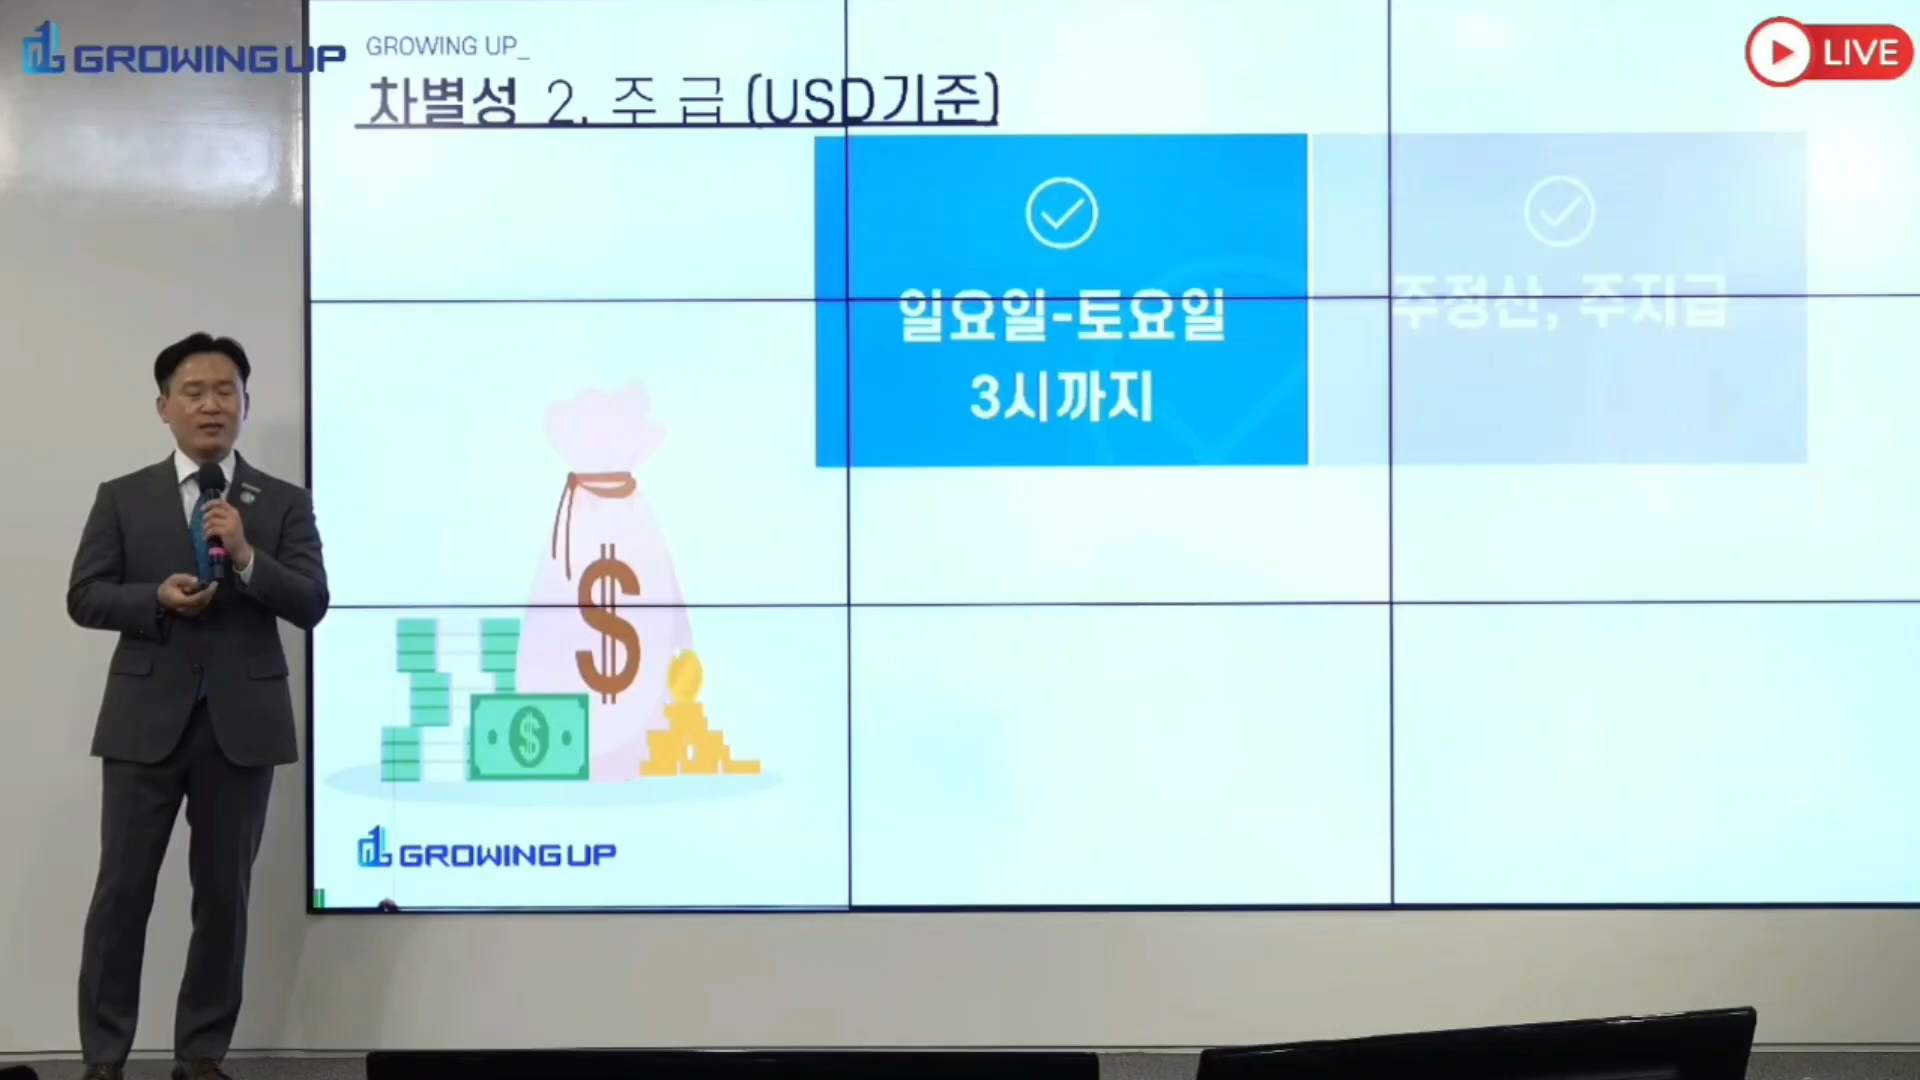 GROWING UP
LIVE
GROWING UP_
차별성 2. 주 급 (USD기준)
일요일-토요일
3시까지
주정산, 주지급
$
$
GROWING UP